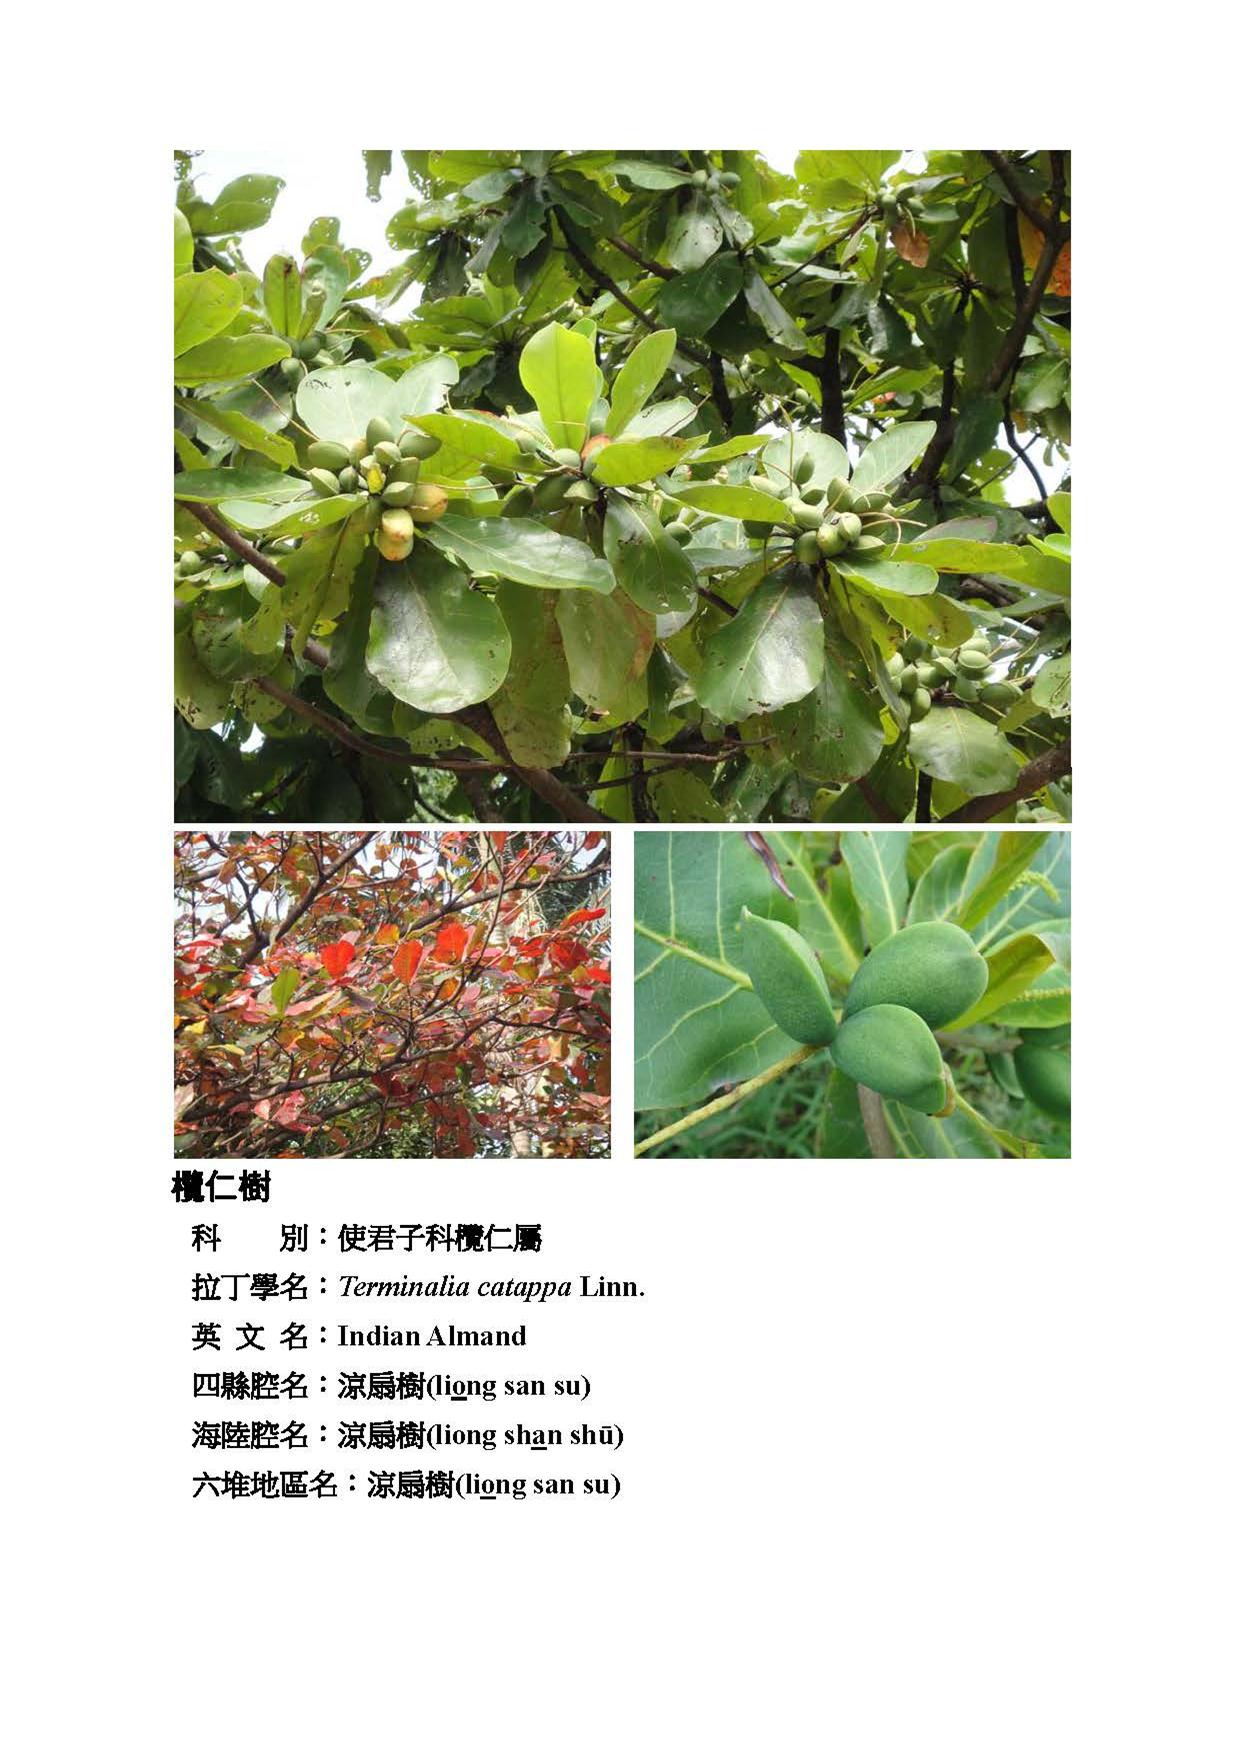 欖仁樹
科　　別：使君子科欖仁屬
拉丁學名：Terminalia catappa Linn.
英 文 名：Indian Almand
四縣腔名：涼扇樹(liong san su)
海陸腔名：涼扇樹(liong shan shū)
六堆地區名：涼扇樹(liong san su)